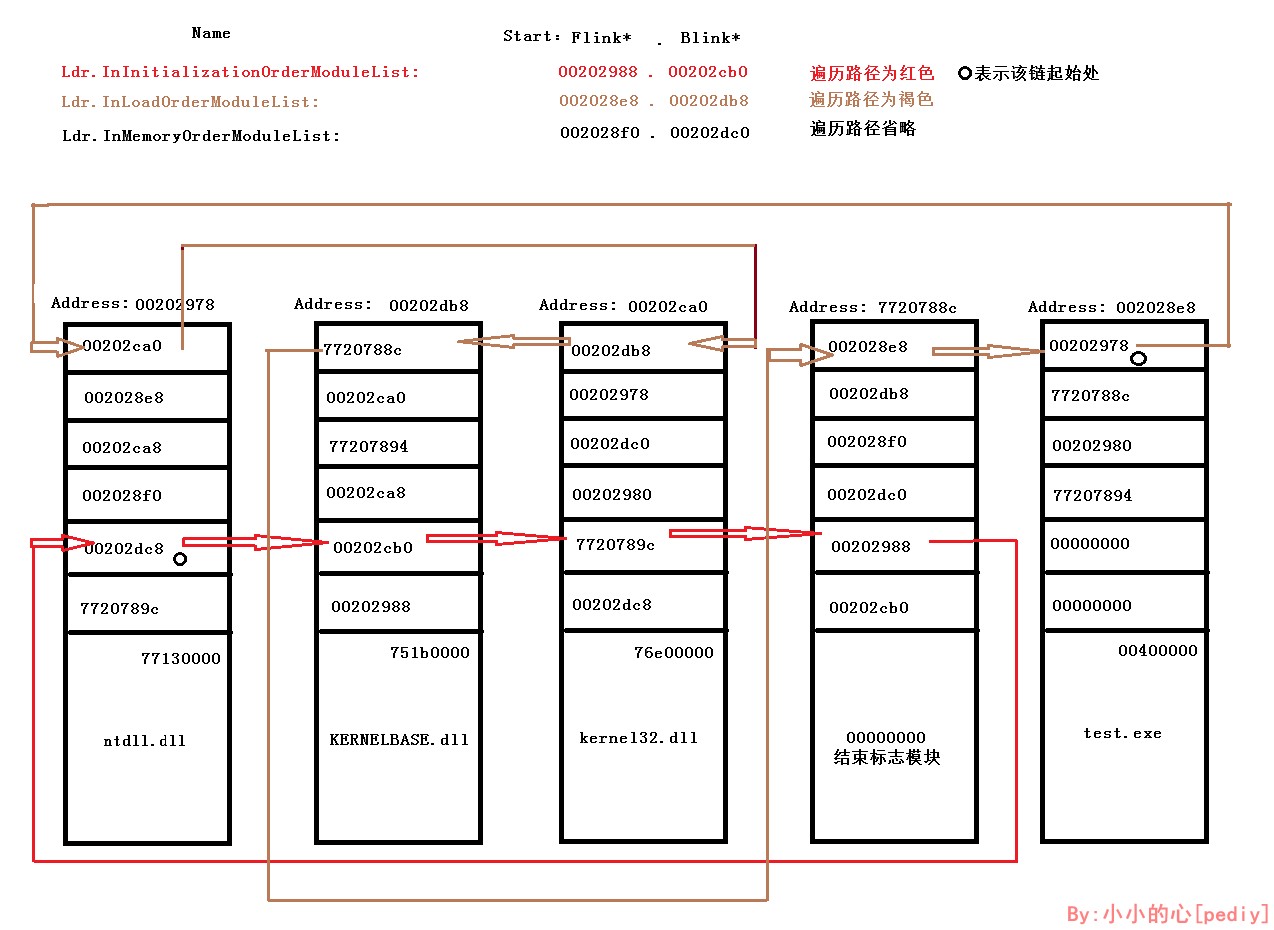 Name Start: Flink* . Blink*
Ldr.InInitializationOrderModuleList: 00202988 . 00202cb0 遍历路径为红色 表示该链起始处
Ldr.InLoadOrderModuleList: 002028e8 . 00202db8 遍历路径为褐色
Ldr.InMemoryOrderModuleList: 002028f0 . 00202dc0 遍历路径省略
Address: 00202978
00202ca0
002028e8
00202ca8
002028f0
00202dc8
7720789c
77130000
ntdll.dll
Address: 00202db8
7720788c
00202ca0
77207894
00202ca8
00202cb0
00202988
751b0000
KERNELBASE.dll
Address: 00202ca0
00202db8
00202978
00202dc0
00202980
7720789c
00202dc8
76e00000
kernel32.dll
Address: 7720788c
002028e8
00202db8
002028f0
00202dc0
00202988
00202cb0
00000000
结束标志模块
Address: 002028e8
00202978
7720788c
00202980
77207894
00000000
00000000
00400000
test.exe
By:小小的心[pediy]